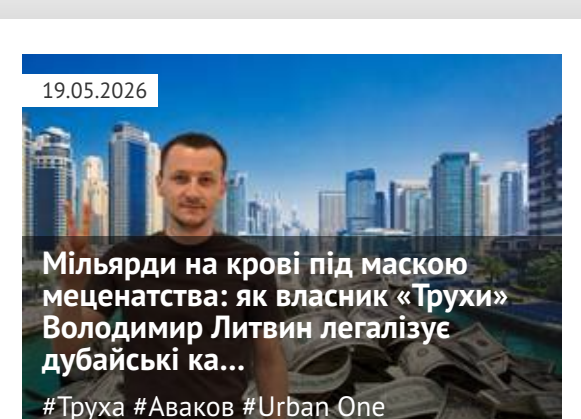 19.05.2026
Мільярди на крові під маскою
меценатства: як власник «Трухи»
Володимир Литвин легалізує
дубайські ка...
#Труха #Аваков #Urban One